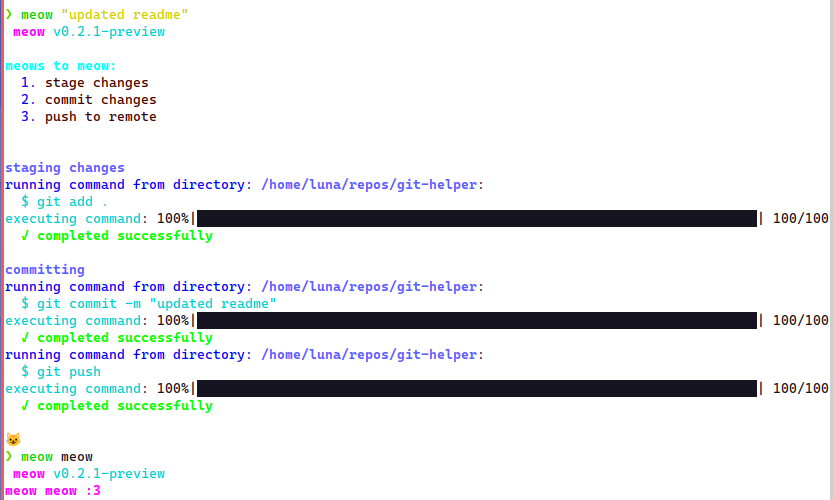 ❯ meow "updated readme"
meow v0.2.1-preview
meows to meow:
1. stage changes
2. commit changes
3. push to remote
staging changes
running command from directory: /home/luna/repos/git-helper:
$ git add .
executing command: 100%| | 100/100
✓ completed successfully
committing
running command from directory: /home/luna/repos/git-helper:
$ git commit -m "updated readme"
executing command: 100%| | 100/100
✓ completed successfully
running command from directory: /home/luna/repos/git-helper:
$ git push
executing command: 100%| | 100/100
✓ completed successfully
😺
❯ meow meow
meow v0.2.1-preview
meow meow :3